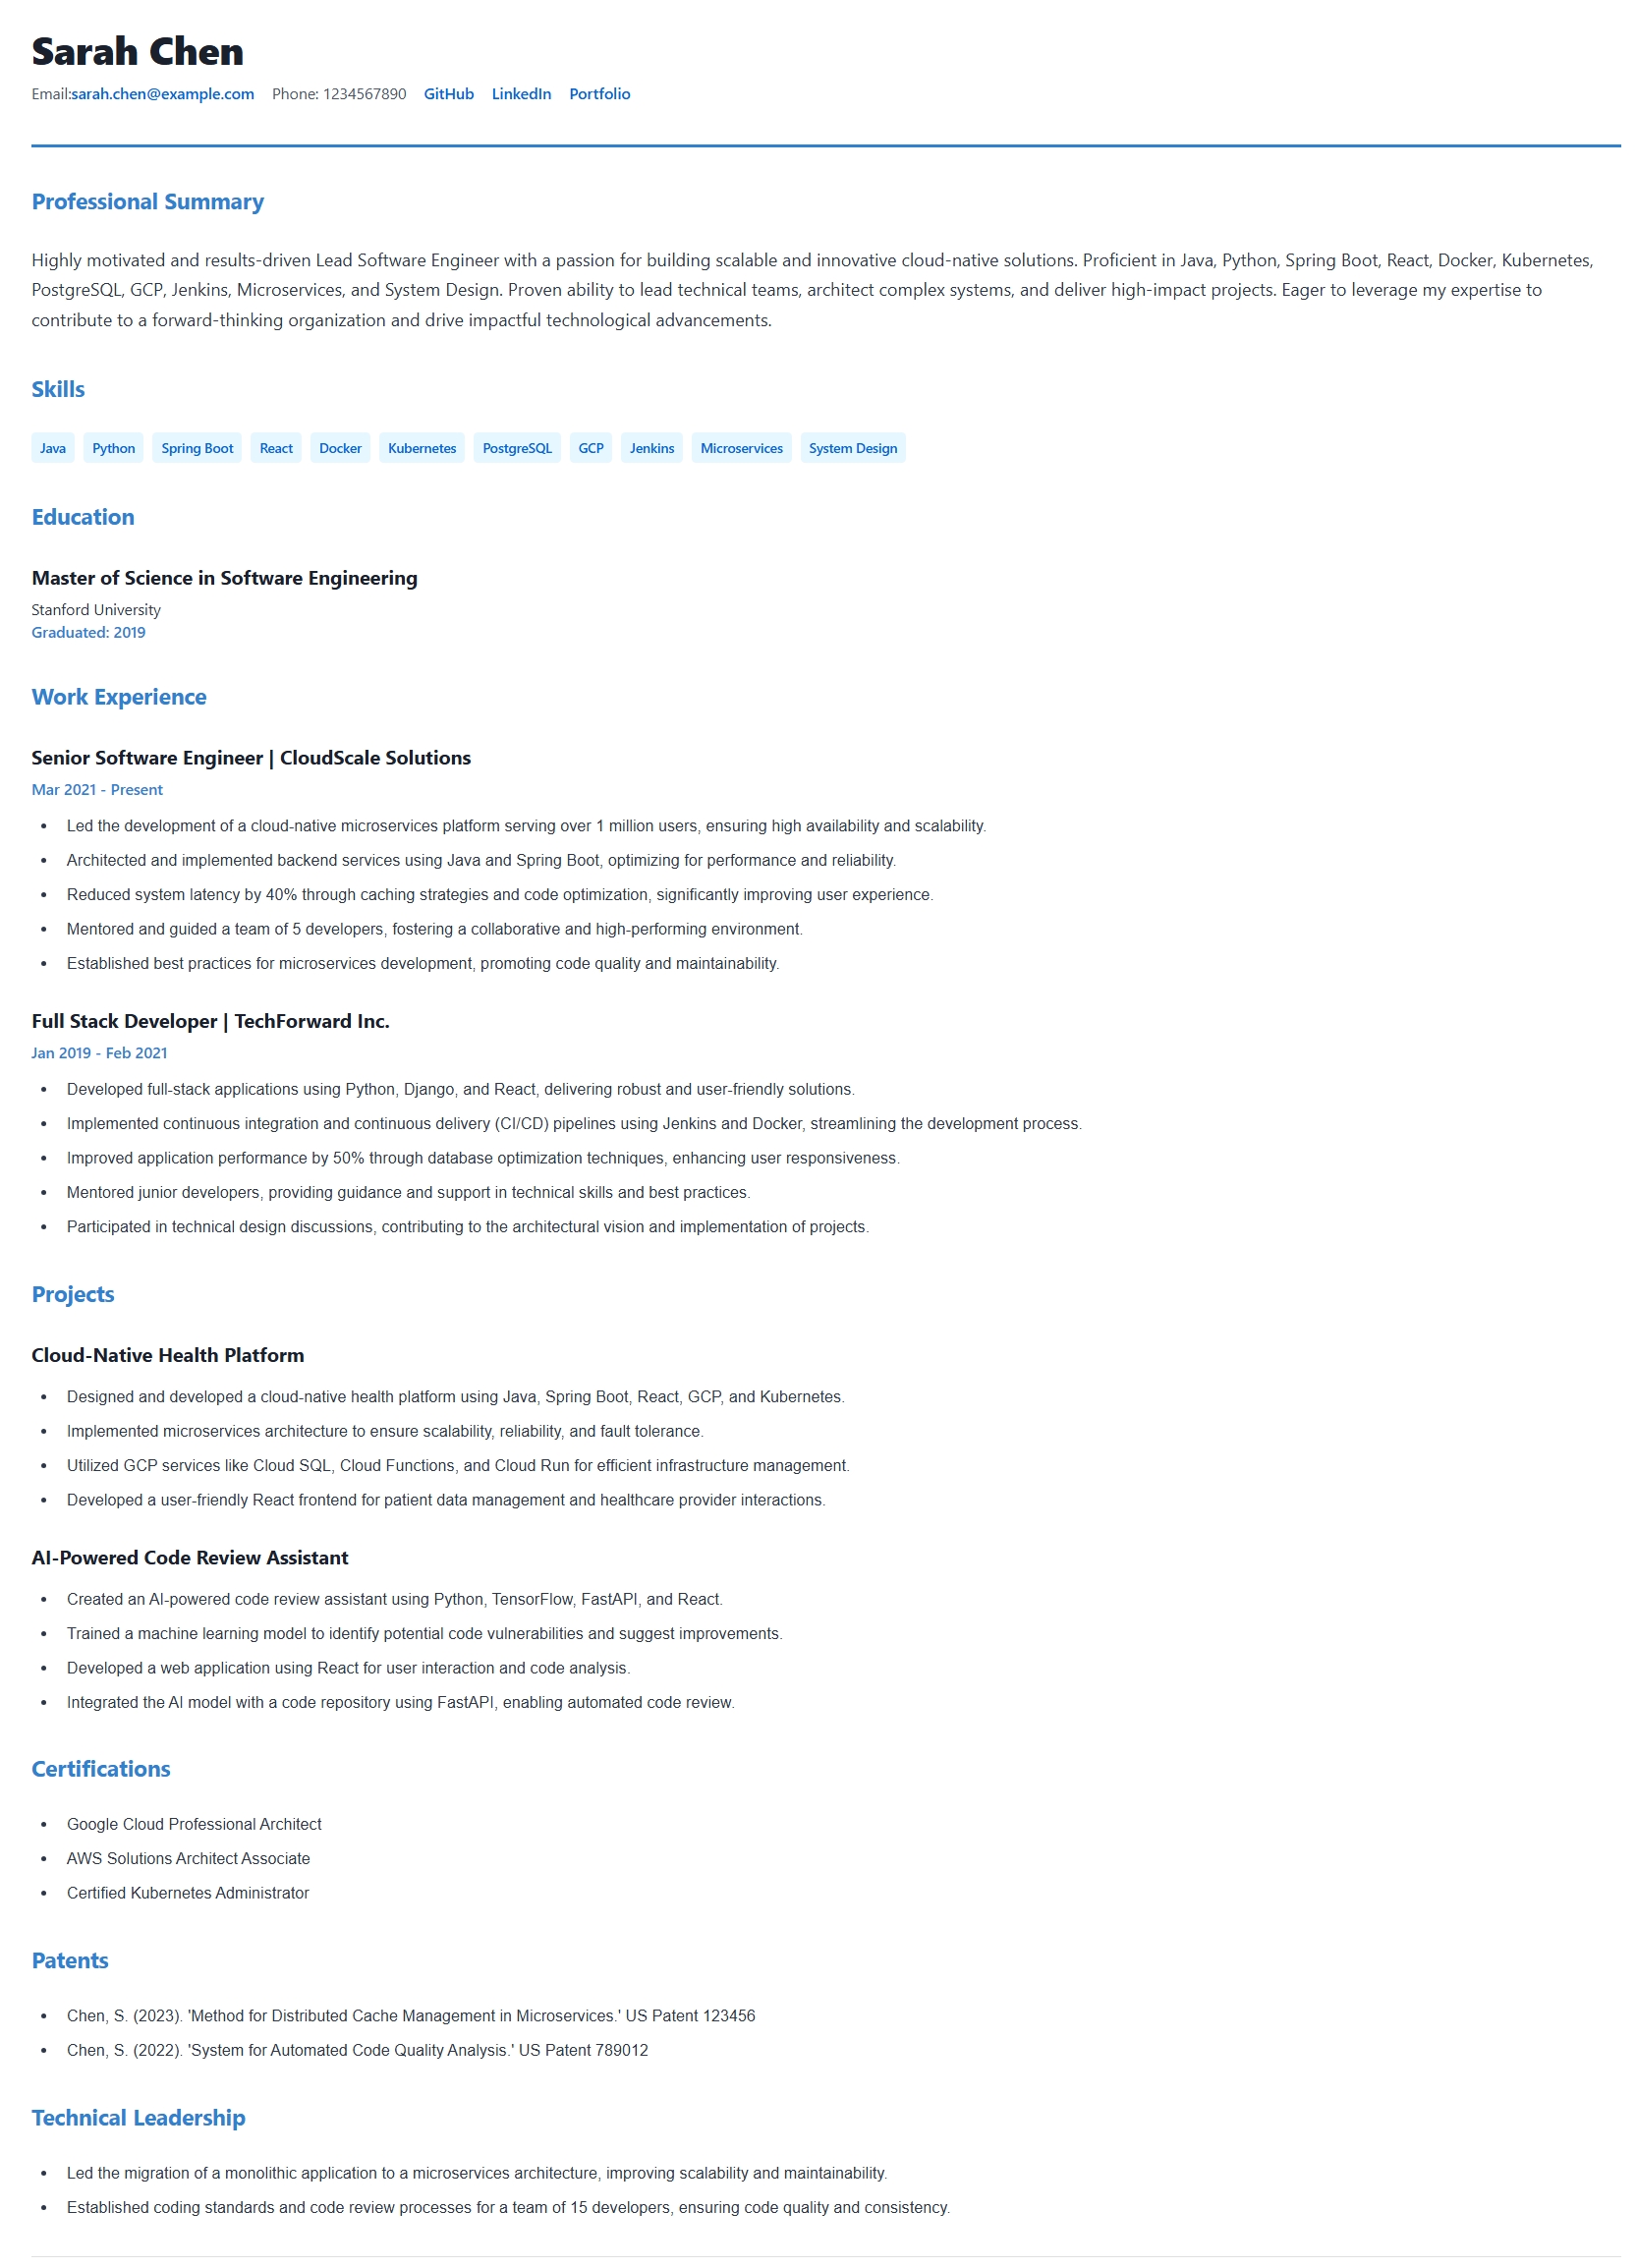 Sarah Chen
Email:sarah.chen@example.com Phone: 1234567890 GitHub LinkedIn Portfolio
Professional Summary
Highly motivated and results-driven Lead Software Engineer with a passion for building scalable and innovative cloud-native solutions. Proficient in Java, Python, Spring Boot, React, Docker, Kubernetes,
PostgreSQL, GCP, Jenkins, Microservices, and System Design. Proven ability to lead technical teams, architect complex systems, and deliver high-impact projects. Eager to leverage my expertise to
contribute to a forward-thinking organization and drive impactful technological advancements.
Skills
Java Python Spring Boot React Docker Kubernetes PostgreSQL GCP Jenkins Microservices System Design
Education
Master of Science in Software Engineering
Stanford University
Graduated: 2019
Work Experience
Senior Software Engineer | CloudScale Solutions
Mar 2021 - Present
• Led the development of a cloud-native microservices platform serving over 1 million users, ensuring high availability and scalability.
• Architected and implemented backend services using Java and Spring Boot, optimizing for performance and reliability.
• Reduced system latency by 40% through caching strategies and code optimization, significantly improving user experience.
• Mentored and guided a team of 5 developers, fostering a collaborative and high-performing environment.
• Established best practices for microservices development, promoting code quality and maintainability.
Full Stack Developer | TechForward Inc.
Jan 2019 - Feb 2021
• Developed full-stack applications using Python, Django, and React, delivering robust and user-friendly solutions.
• Implemented continuous integration and continuous delivery (CI/CD) pipelines using Jenkins and Docker, streamlining the development process.
• Improved application performance by 50% through database optimization techniques, enhancing user responsiveness.
• Mentored junior developers, providing guidance and support in technical skills and best practices.
• Participated in technical design discussions, contributing to the architectural vision and implementation of projects.
Projects
Cloud-Native Health Platform
• Designed and developed a cloud-native health platform using Java, Spring Boot, React, GCP, and Kubernetes.
• Implemented microservices architecture to ensure scalability, reliability, and fault tolerance.
• Utilized GCP services like Cloud SQL, Cloud Functions, and Cloud Run for efficient infrastructure management.
• Developed a user-friendly React frontend for patient data management and healthcare provider interactions.
AI-Powered Code Review Assistant
• Created an AI-powered code review assistant using Python, TensorFlow, FastAPI, and React.
• Trained a machine learning model to identify potential code vulnerabilities and suggest improvements.
• Developed a web application using React for user interaction and code analysis.
• Integrated the AI model with a code repository using FastAPI, enabling automated code review.
Certifications
• Google Cloud Professional Architect
• AWS Solutions Architect Associate
• Certified Kubernetes Administrator
Patents
• Chen, S. (2023). 'Method for Distributed Cache Management in Microservices.' US Patent 123456
• Chen, S. (2022). 'System for Automated Code Quality Analysis.' US Patent 789012
Technical Leadership
• Led the migration of a monolithic application to a microservices architecture, improving scalability and maintainability.
• Established coding standards and code review processes for a team of 15 developers, ensuring code quality and consistency.